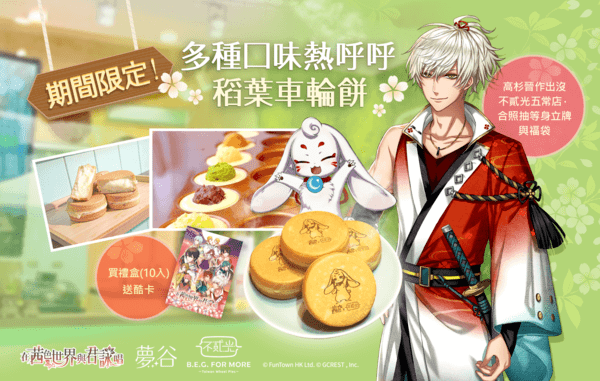 期間限定!
多種口味熱呼呼
稻葉車輪餅
高杉晉作出沒
不貳光五常店,
合照抽等身立牌
與福袋
買禮盒(10入)
送酷卡
在茜色世界與君詠唱
夢谷
不貳光
B.E.G. FOR MORE
© FunTown HK Ltd. © GCREST , Inc.